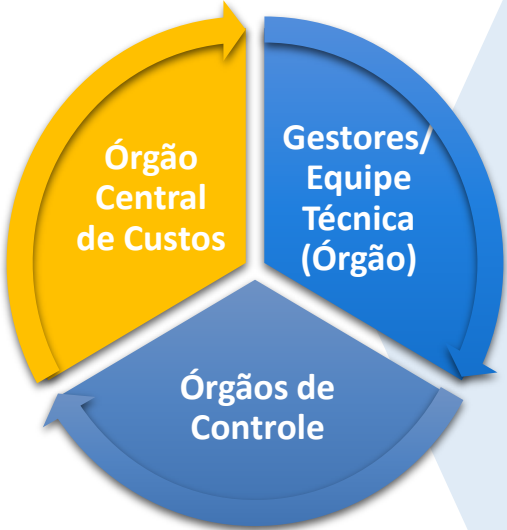 Órgão
Central
de Custos
Gestores/
Equipe
Técnica
(Órgão)
Órgãos de
Controle